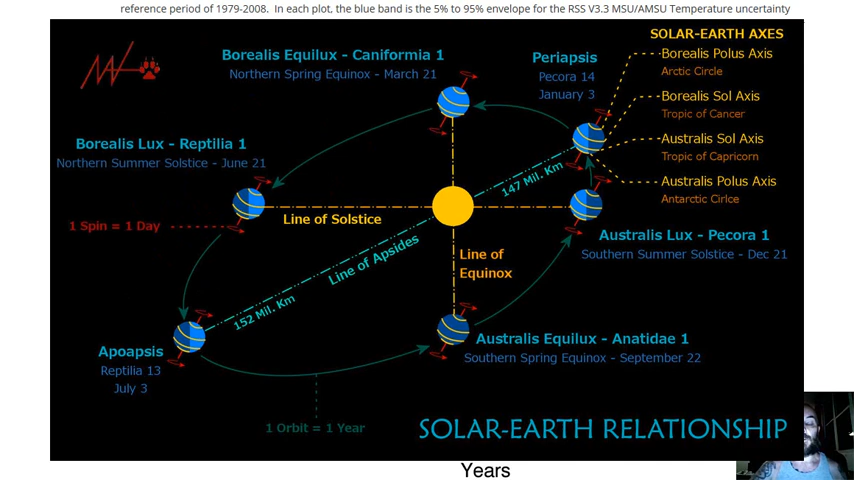 reference period of 1979-2008. In each plot, the blue band is the 5% to 95% envelope for the RSS V3.3 MSU/AMSU Temperature uncertainty
SOLAR-EARTH AXES
Borealis Polus Axis
Arctic Circle
Borealis Sol Axis
Tropic of Cancer
Australis Sol Axis
Tropic of Capricorn
Australis Polus Axis
Antarctic Cirlce
Borealis Equilux - Caniformia 1
Northern Spring Equinox - March 21
Periapsis
Pecora 14
January 3
Borealis Lux - Reptilia 1
Northern Summer Solstice - June 21
147 Mil. Km
Line of Solstice
1 Spin = 1 Day
Line of Apsides
Line of
Equinox
Australis Lux - Pecora 1
Southern Summer Solstice - Dec 21
152 Mil. Km
Apoapsis
Reptilia 13
July 3
Australis Equilux - Anatidae 1
Southern Spring Equinox - September 22
1 Orbit = 1 Year
SOLAR-EARTH RELATIONSHIP
Years